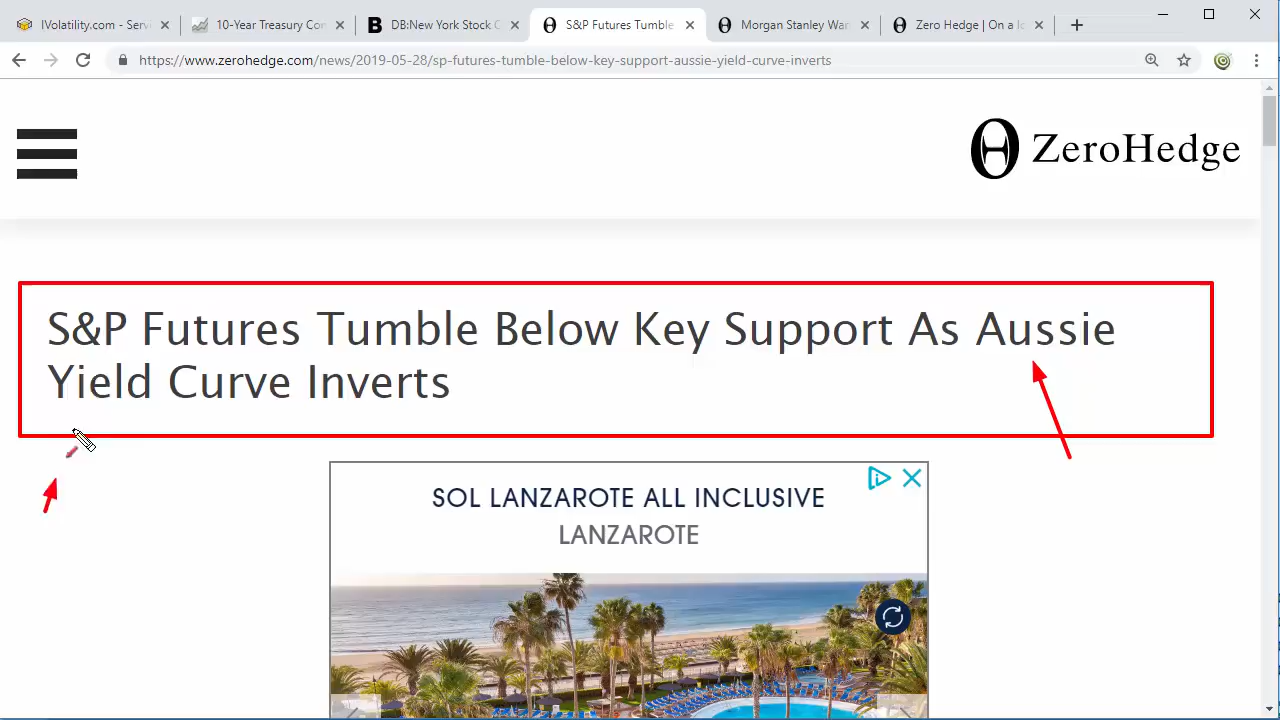 IVolatility.com - Serv
10-Year Treasury Con
DB:New York Stock
S&P Futures Tumble
Morgan Stanley War
Zero Hedge | On a
https://www.zerohedge.com/news/2019-05-28/sp-futures-tumble-below-key-support-aussie-yield-curve-inverts
ZeroHedge
S&P Futures Tumble Below Key Support As Aussie
Yield Curve Inverts
SOL LANZAROTE ALL INCLUSIVE
LANZAROTE